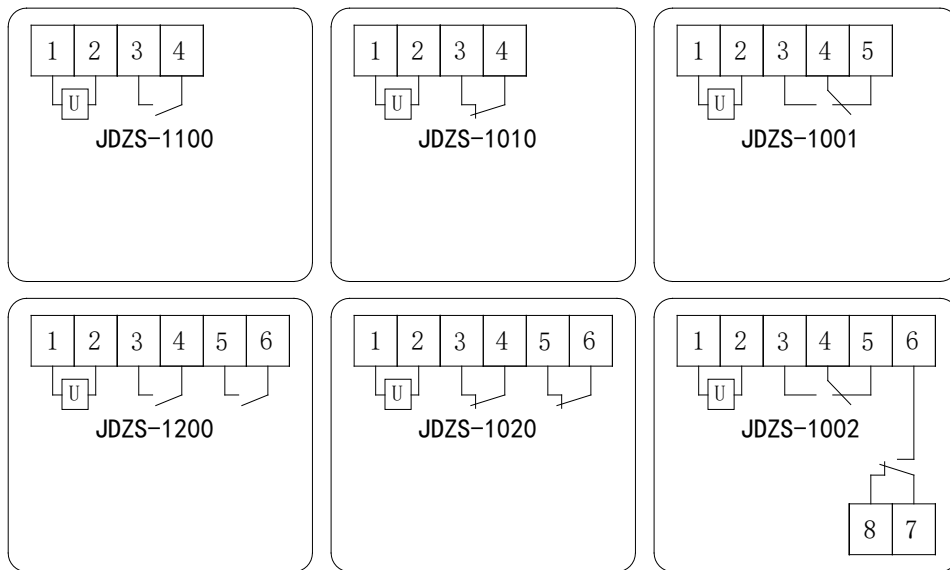 1 2 3 4
U
JDZS-1100
1 2 3 4
U
JDZS-1010
1 2 3 4 5
U
JDZS-1001
1 2 3 4 5 6
U
JDZS-1200
1 2 3 4 5 6
U
JDZS-1020
1 2 3 4 5 6
U
JDZS-1002
8 7